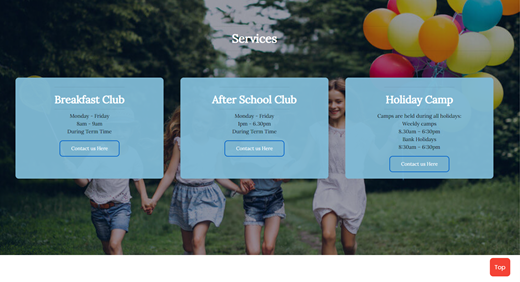 Services
Breakfast Club
Monday - Friday
8am - 9am
During Term Time
Contact us Here
After School Club
Monday - Friday
1pm - 6.30pm
During Term Time
Contact us Here
Holiday Camp
Camps are held during all holidays:
Weekly camps
8.30am - 6:30pm
Bank Holidays
8:30am - 6:30pm
Contact us Here
Top